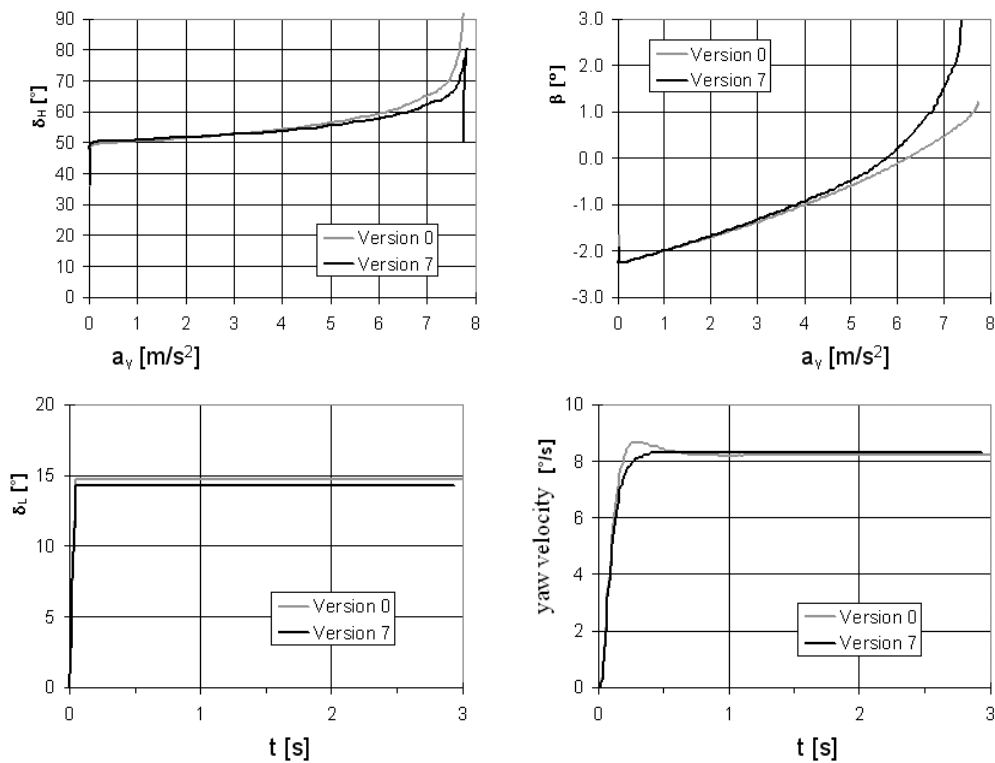 90
80
70
60
50
40
30
20
10
0
δH [°]
0 1 2 3 4 5 6 7 8
ay [m/s²]
Version 0
Version 7
3.0
2.0
1.0
0.0
-1.0
-2.0
-3.0
β [°]
0 1 2 3 4 5 6 7 8
ay [m/s²]
Version 0
Version 7
20
15
10
5
0
δL [°]
0 1 2 3
t [s]
Version 0
Version 7
10
8
6
4
2
0
yaw velocity [°/s]
0 1 2 3
t [s]
Version 0
Version 7